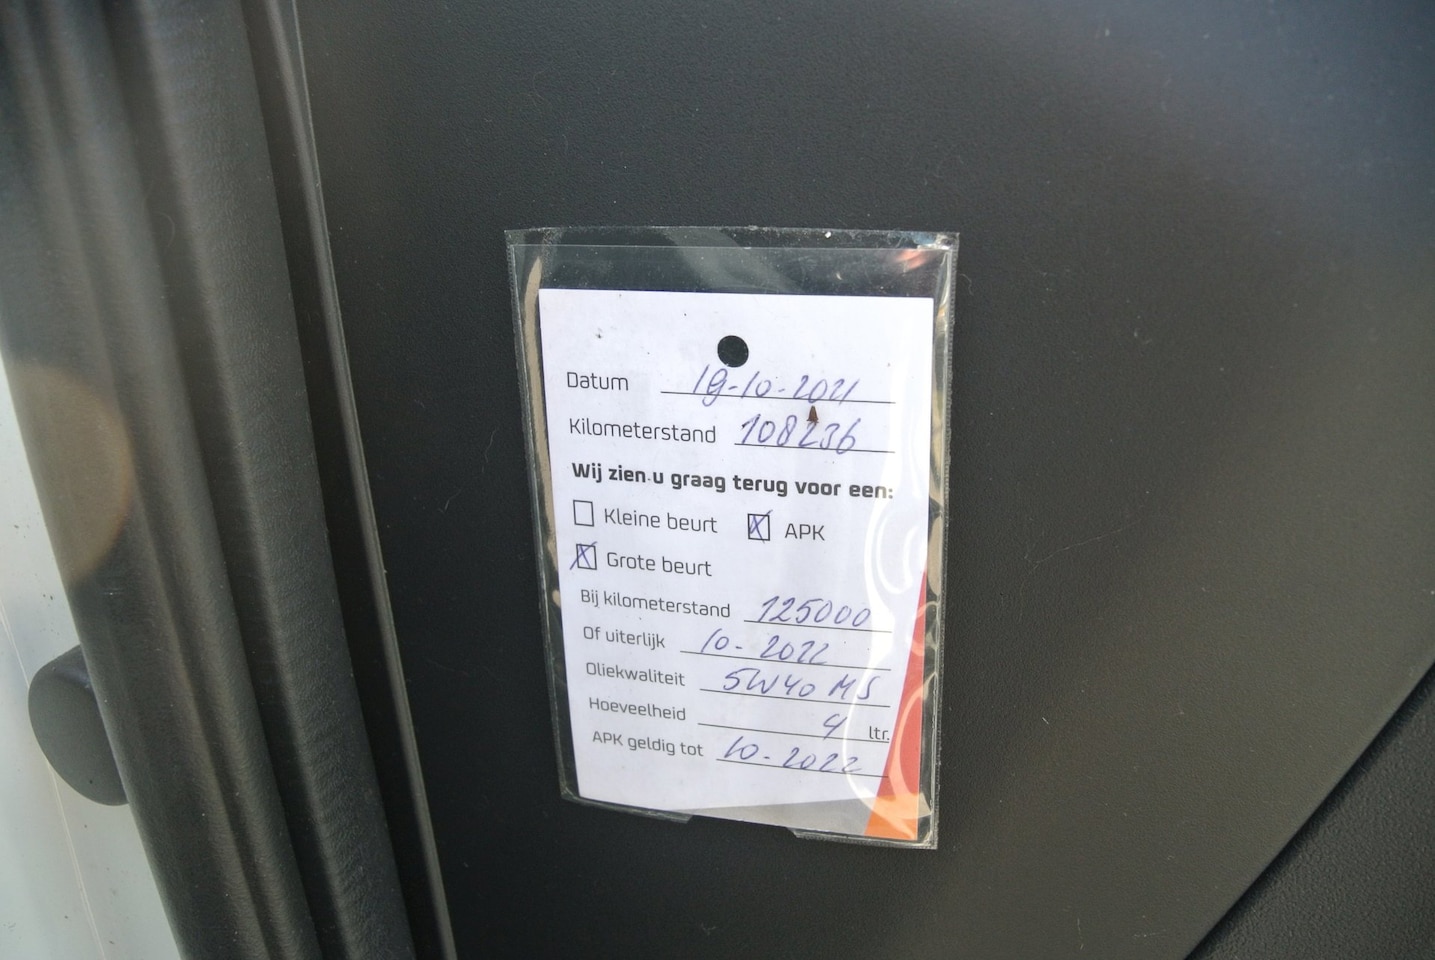 Datum 19-10-2021
Kilometerstand 108236
Wij zien u graag terug voor een:
Kleine beurt APK
Grote beurt
Bij kilometerstand 125000
Of uiterlijk 10-2022
Oliekwaliteit 5W40 MS
Hoeveelheid 4 ltr.
APK geldig tot 10-2022